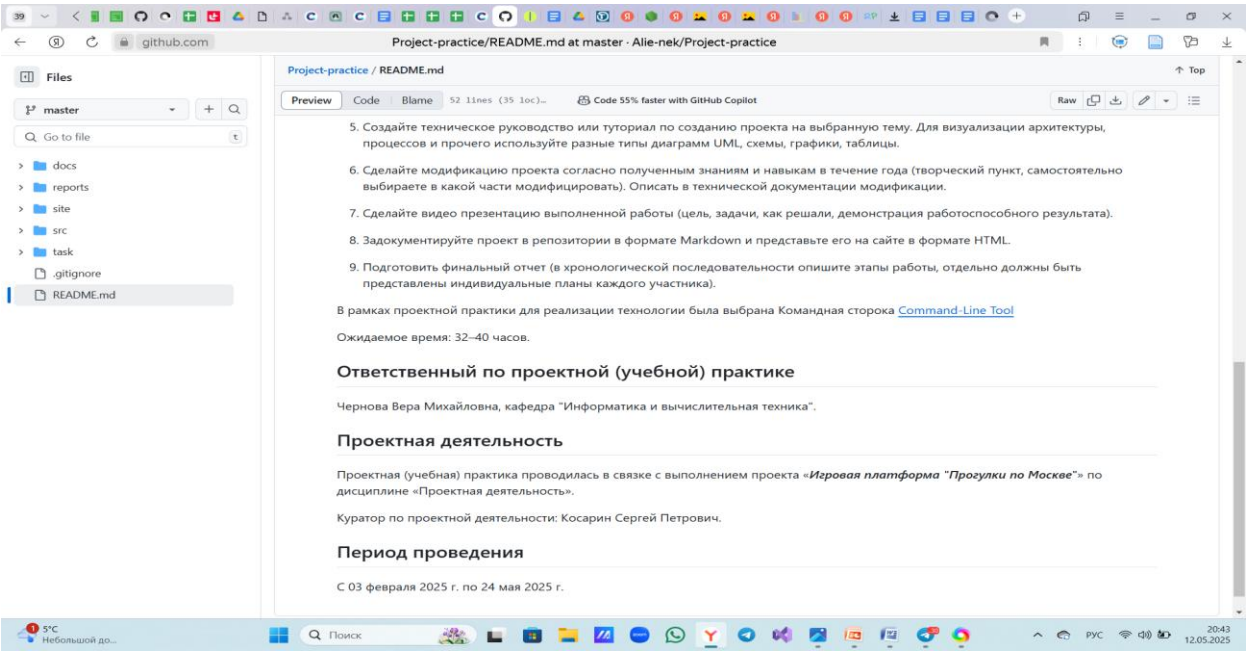 39
github.com
Project-practice/README.md at master · Alie-nek/Project-practice
Files
master
Go to file
t
docs
reports
site
src
task
.gitignore
README.md
Project-practice / README.md
Top
Preview Code Blame 52 lines (35 loc)... Code 55% faster with GitHub Copilot
Raw
5. Создайте техническое руководство или туториал по созданию проекта на выбранную тему. Для визуализации архитектуры,
процессов и прочего используйте разные типы диаграмм UML, схемы, графики, таблицы.
6. Сделайте модификацию проекта согласно полученным знаниям и навыкам в течение года (творческий пункт, самостоятельно
выбираете в какой части модифицировать). Описать в технической документации модификации.
7. Сделайте видео презентацию выполненной работы (цель, задачи, как решали, демонстрация работоспособного результата).
8. Задокументируйте проект в репозитории в формате Markdown и представьте его на сайте в формате HTML.
9. Подготовить финальный отчет (в хронологической последовательности опишите этапы работы, отдельно должны быть
представлены индивидуальные планы каждого участника).
В рамках проектной практики для реализации технологии была выбрана Командная сторока Command-Line Tool
Ожидаемое время: 32–40 часов.
Ответственный по проектной (учебной) практике
Чернова Вера Михайловна, кафедра "Информатика и вычислительная техника".
Проектная деятельность
Проектная (учебная) практика проводилась в связке с выполнением проекта «Игровая платформа "Прогулки по Москве"» по
дисциплине «Проектная деятельность».
Куратор по проектной деятельности: Косарин Сергей Петрович.
Период проведения
С 03 февраля 2025 г. по 24 мая 2025 г.
1
5°C
Небольшой до...
Поиск
РУС
20:43
12.05.2025